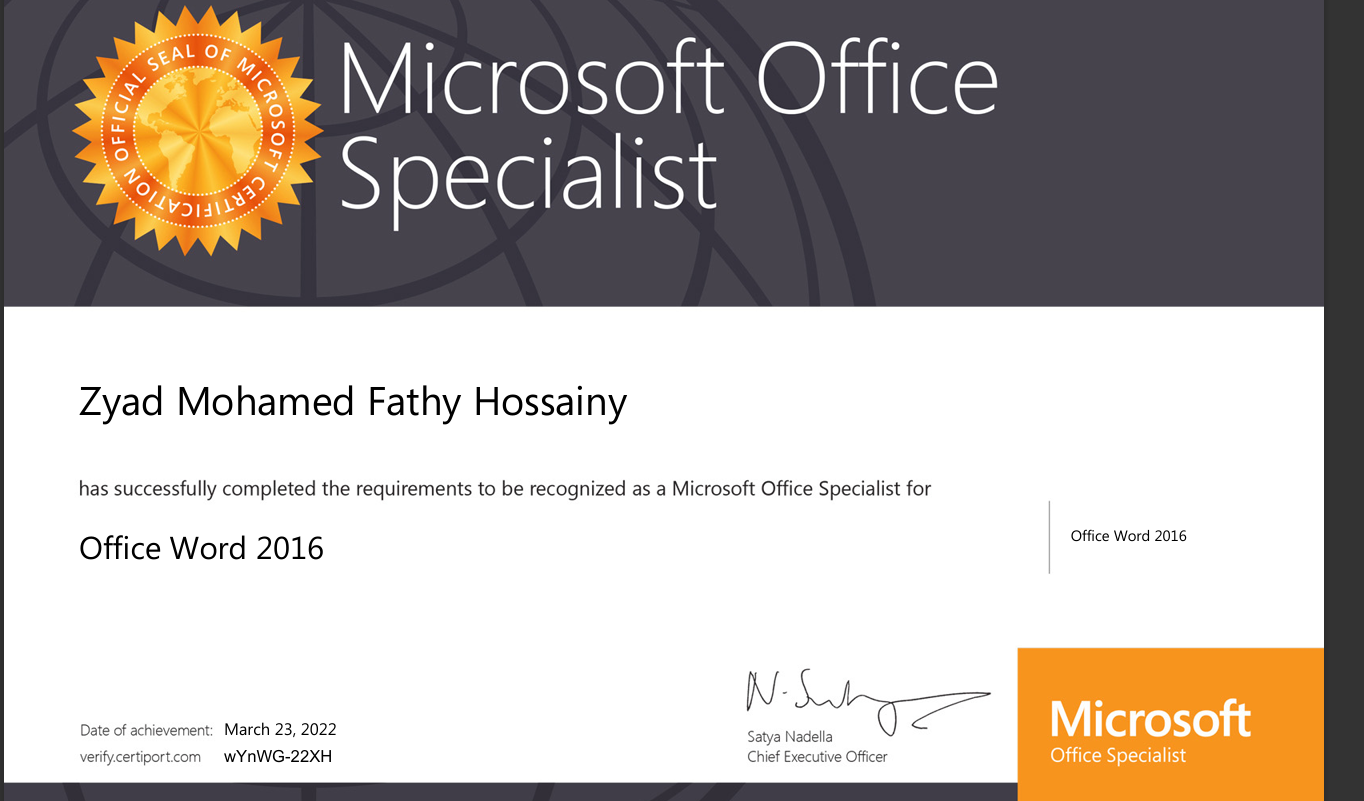 OFFICIAL SEAL OF MICROSOFT CERTIFICATION
Microsoft Office
Specialist
Zyad Mohamed Fathy Hossainy
has successfully completed the requirements to be recognized as a Microsoft Office Specialist for
Office Word 2016
Office Word 2016
Date of achievement: March 23, 2022
verify.certiport.com wYnWG-22XH
Satya Nadella
Chief Executive Officer
Microsoft
Office Specialist